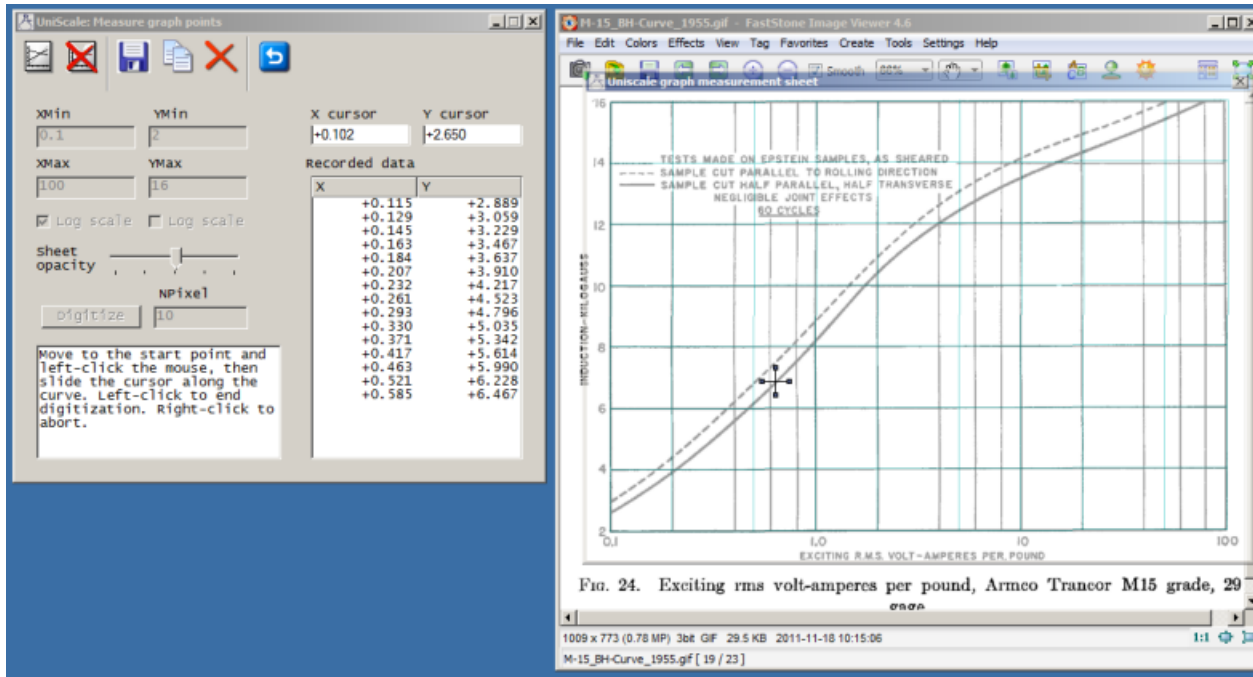 UniScale: Measure graph points
XMin YMin
0.1 2
XMax YMax
100 16
Log scale Log scale
Sheet
opacity
NPixel
Digitize 10
Move to the start point and
left-click the mouse, then
slide the cursor along the
curve. Left-click to end
digitization. Right-click to
abort.
X cursor Y cursor
+0.102 +2.650
Recorded data
X Y
+0.115 +2.889
+0.129 +3.059
+0.145 +3.229
+0.163 +3.467
+0.184 +3.637
+0.207 +3.910
+0.232 +4.217
+0.261 +4.523
+0.293 +4.796
+0.330 +5.035
+0.371 +5.342
+0.417 +5.614
+0.463 +5.990
+0.521 +6.228
+0.585 +6.467
M-15_BH-Curve_1955.gif - FastStone Image Viewer 4.6
File Edit Colors Effects View Tag Favorites Create Tools Settings Help
Smooth 86%
Uniscale graph measurement sheet
16
14
12
10
8
6
4
2
INDUCTION-KILOGAUSS
TESTS MADE ON EPSTEIN SAMPLES, AS SHEARED
SAMPLE CUT PARALLEL TO ROLLING DIRECTION
SAMPLE CUT HALF PARALLEL, HALF TRANSVERSE
NEGLIGIBLE JOINT EFFECTS
60 CYCLES
0.1 1.0 10 100
EXCITING R.M.S. VOLT-AMPERES PER POUND
Fig. 24. Exciting rms volt-amperes per pound, Armco Trancor M15 grade, 29
gage
1009 x 773 (0.78 MP) 3bit GIF 29.5 KB 2011-11-18 10:15:06 1:1
M-15_BH-Curve_1955.gif [ 19 / 23 ]